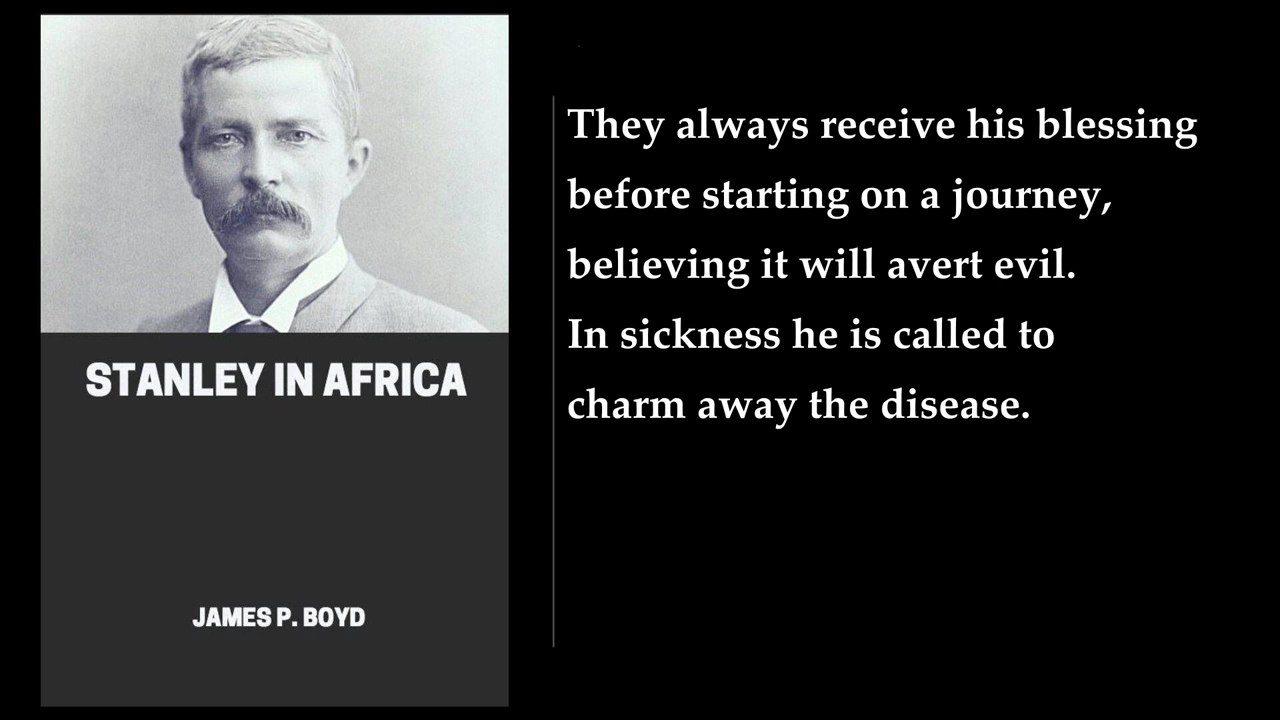 STANLEY IN AFRICA
JAMES P. BOYD
They always receive his blessing
before starting on a journey,
believing it will avert evil.
In sickness he is called to
charm away the disease.